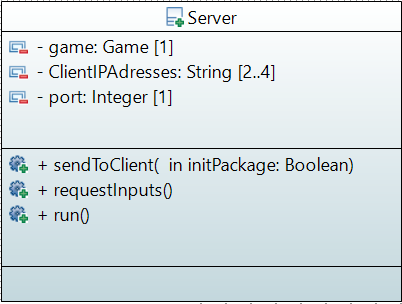 Server
- game: Game [1]
- ClientIPAdresses: String [2..4]
- port: Integer [1]
+ sendToClient(  in initPackage: Boolean)
+ requestInputs()
+ run()